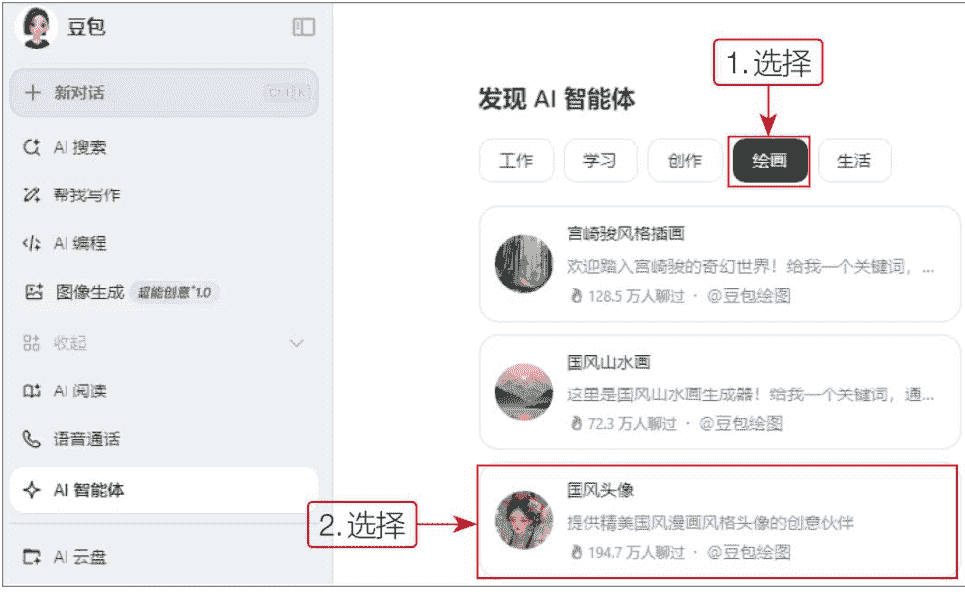 豆包
新对话
Ctrl K
AI 搜索
帮我写作
AI 编程
图像生成 超能创意1.0
收起
AI 阅读
语音通话
AI 智能体
AI 云盘
1.选择
发现 AI 智能体
工作 学习 创作 绘画 生活
宫崎骏风格插画
欢迎踏入宫崎骏的奇幻世界！给我一个关键词，...
128.5 万人聊过 · @豆包绘图
国风山水画
这里是国风山水画生成器！给我一个关键词，通...
72.3 万人聊过 · @豆包绘图
2.选择
国风头像
提供精美国风漫画风格头像的创意伙伴
194.7 万人聊过 · @豆包绘图